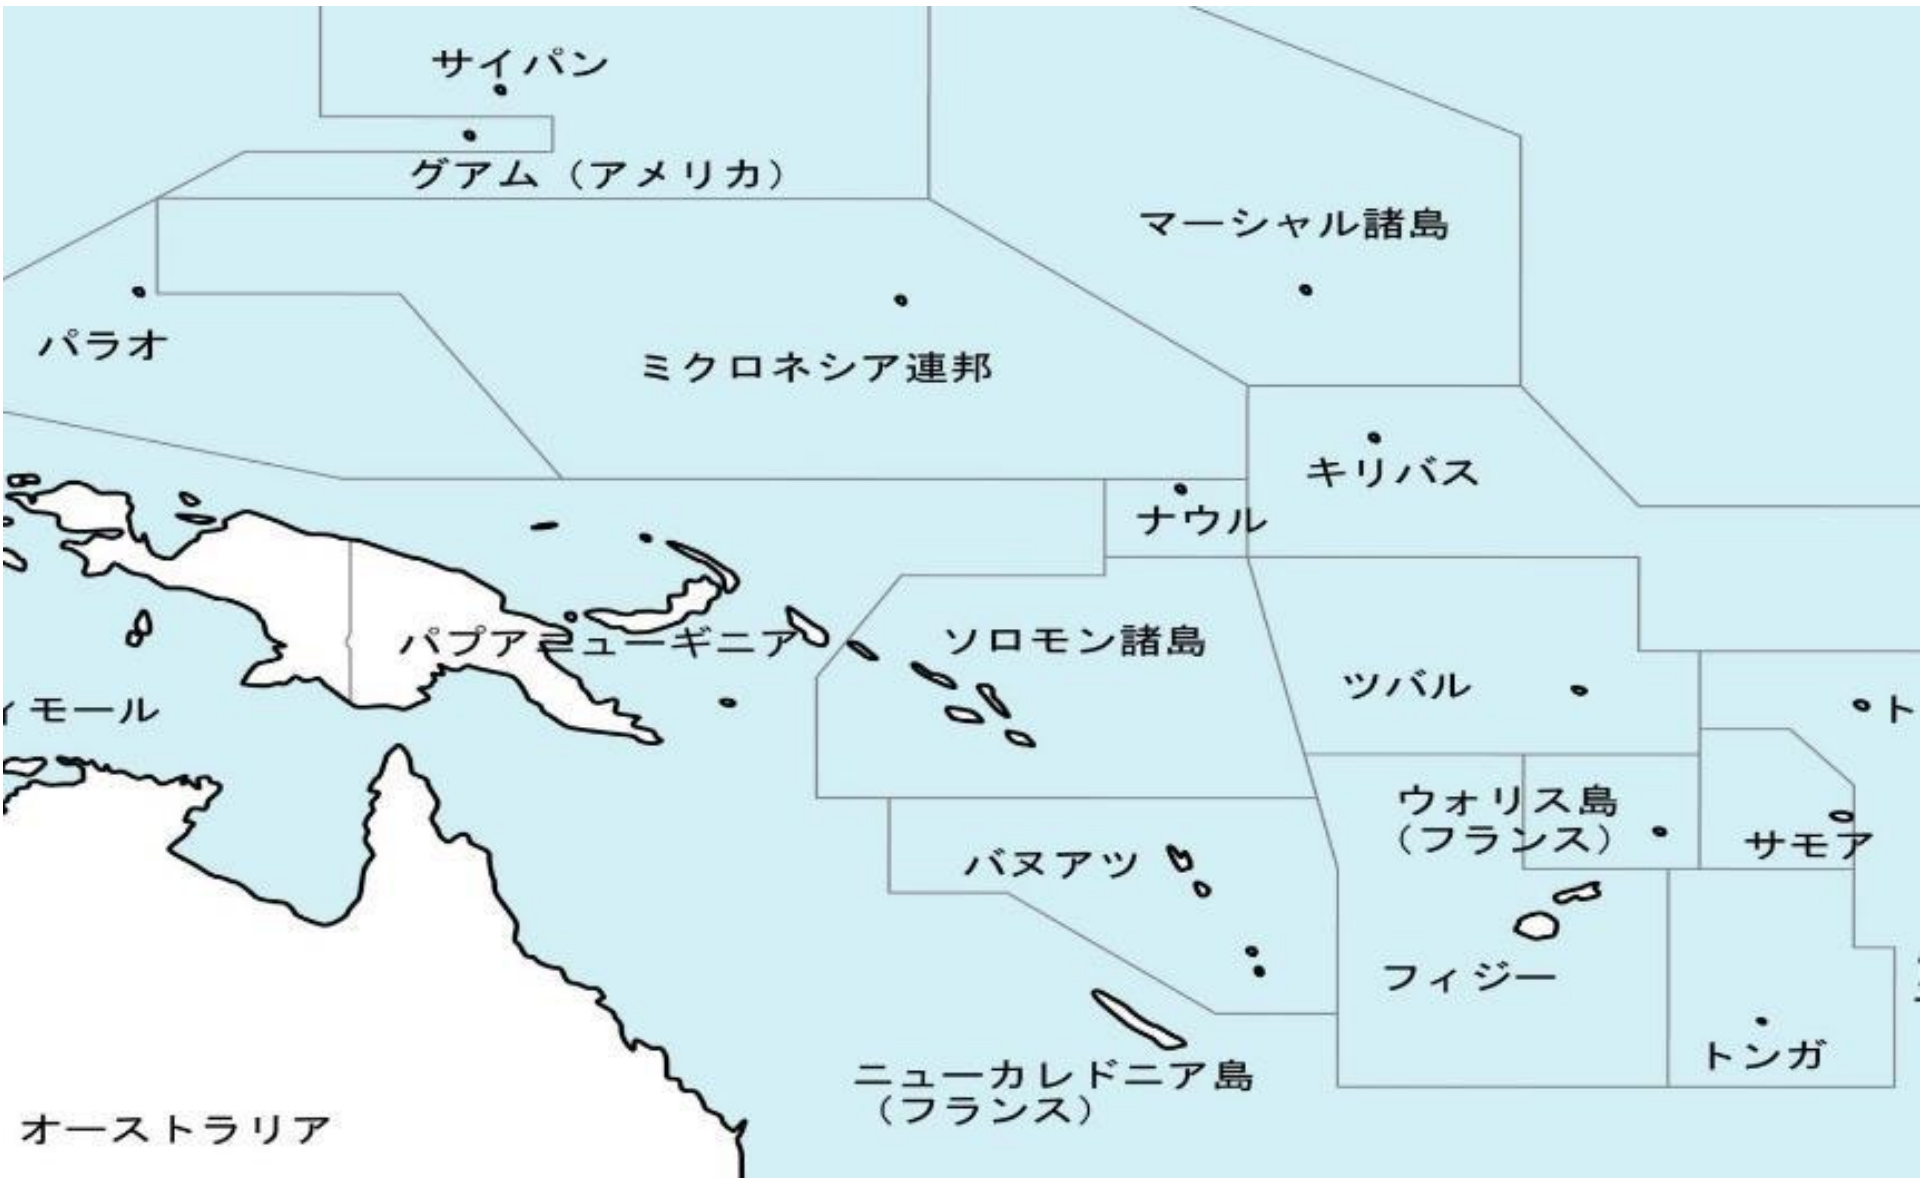 サイパン
グアム（アメリカ）
マーシャル諸島
パラオ
ミクロネシア連邦
キリバス
ナウル
パプアニューギニア
ソロモン諸島
ツバル
ィモール
ト
ウォリス島
（フランス）
サモア
バヌアツ
フィジー
トンガ
ニューカレドニア島
（フランス）
オーストラリア